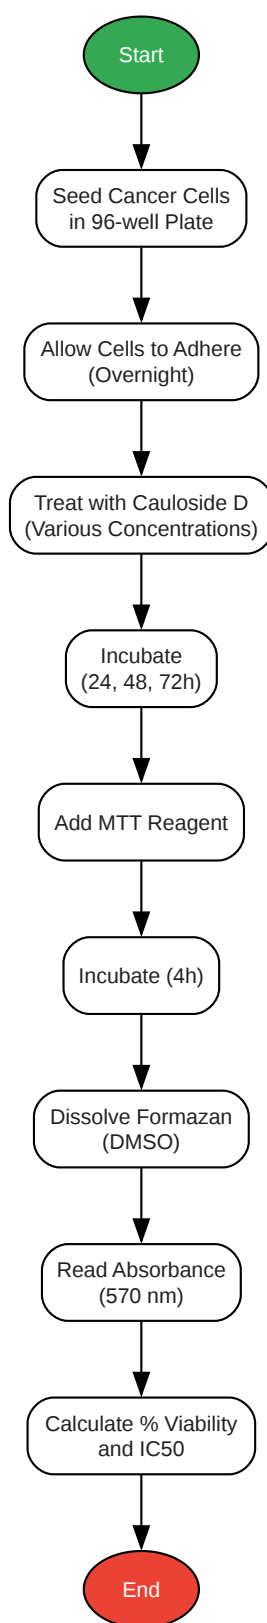 Start
Seed Cancer Cells
in 96-well Plate
Allow Cells to Adhere
(Overnight)
Treat with Cauloside D
(Various Concentrations)
Incubate
(24, 48, 72h)
Add MTT Reagent
Incubate (4h)
Dissolve Formazan
(DMSO)
Read Absorbance
(570 nm)
Calculate % Viability
and IC50
End